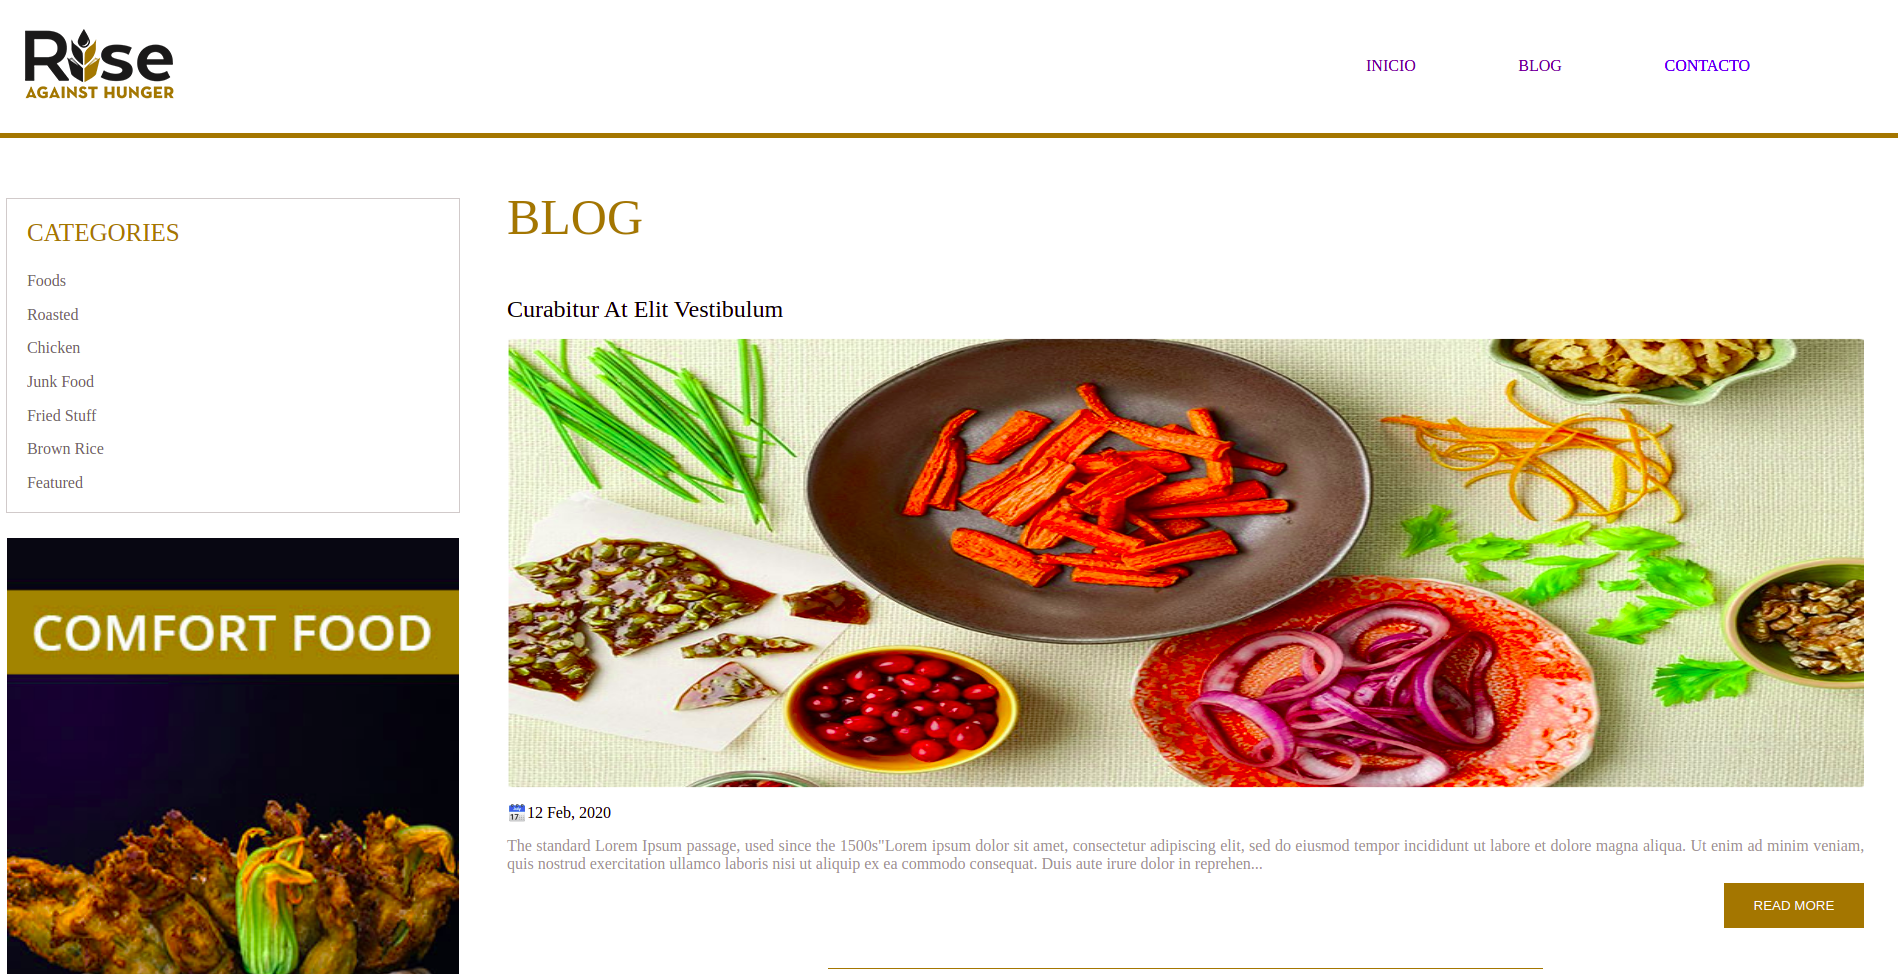 Rise
AGAINST HUNGER
INICIO BLOG CONTACTO
CATEGORIES
Foods
Roasted
Chicken
Junk Food
Fried Stuff
Brown Rice
Featured
COMFORT FOOD
BLOG
Curabitur At Elit Vestibulum
July
17
12 Feb, 2020
The standard Lorem Ipsum passage, used since the 1500s"Lorem ipsum dolor sit amet, consectetur adipiscing elit, sed do eiusmod tempor incididunt ut labore et dolore magna aliqua. Ut enim ad minim veniam,
quis nostrud exercitation ullamco laboris nisi ut aliquip ex ea commodo consequat. Duis aute irure dolor in reprehen...
READ MORE